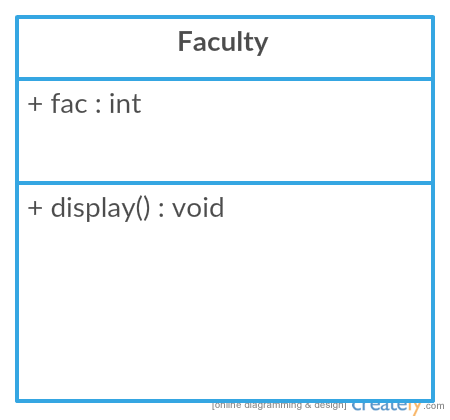 Faculty
+ fac : int
+ display() : void
[online diagramming & design] creately.com